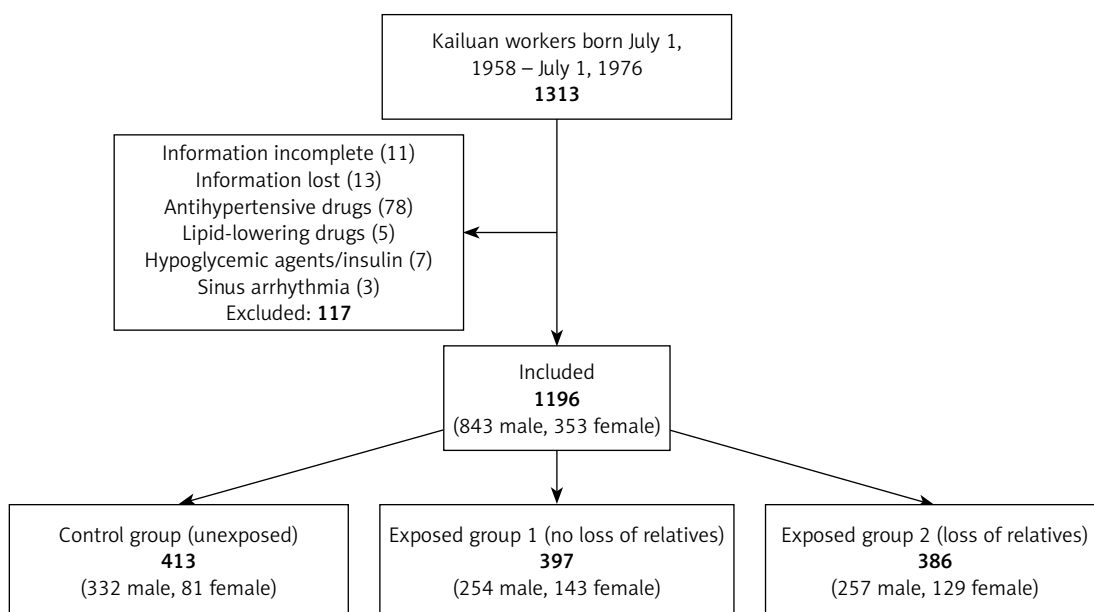 Kailuan workers born July 1,
1958 – July 1, 1976
1313
Information incomplete (11)
Information lost (13)
Antihypertensive drugs (78)
Lipid-lowering drugs (5)
Hypoglycemic agents/insulin (7)
Sinus arrhythmia (3)
Excluded: 117
Included
1196
(843 male, 353 female)
Control group (unexposed)
413
(332 male, 81 female)
Exposed group 1 (no loss of relatives)
397
(254 male, 143 female)
Exposed group 2 (loss of relatives)
386
(257 male, 129 female)